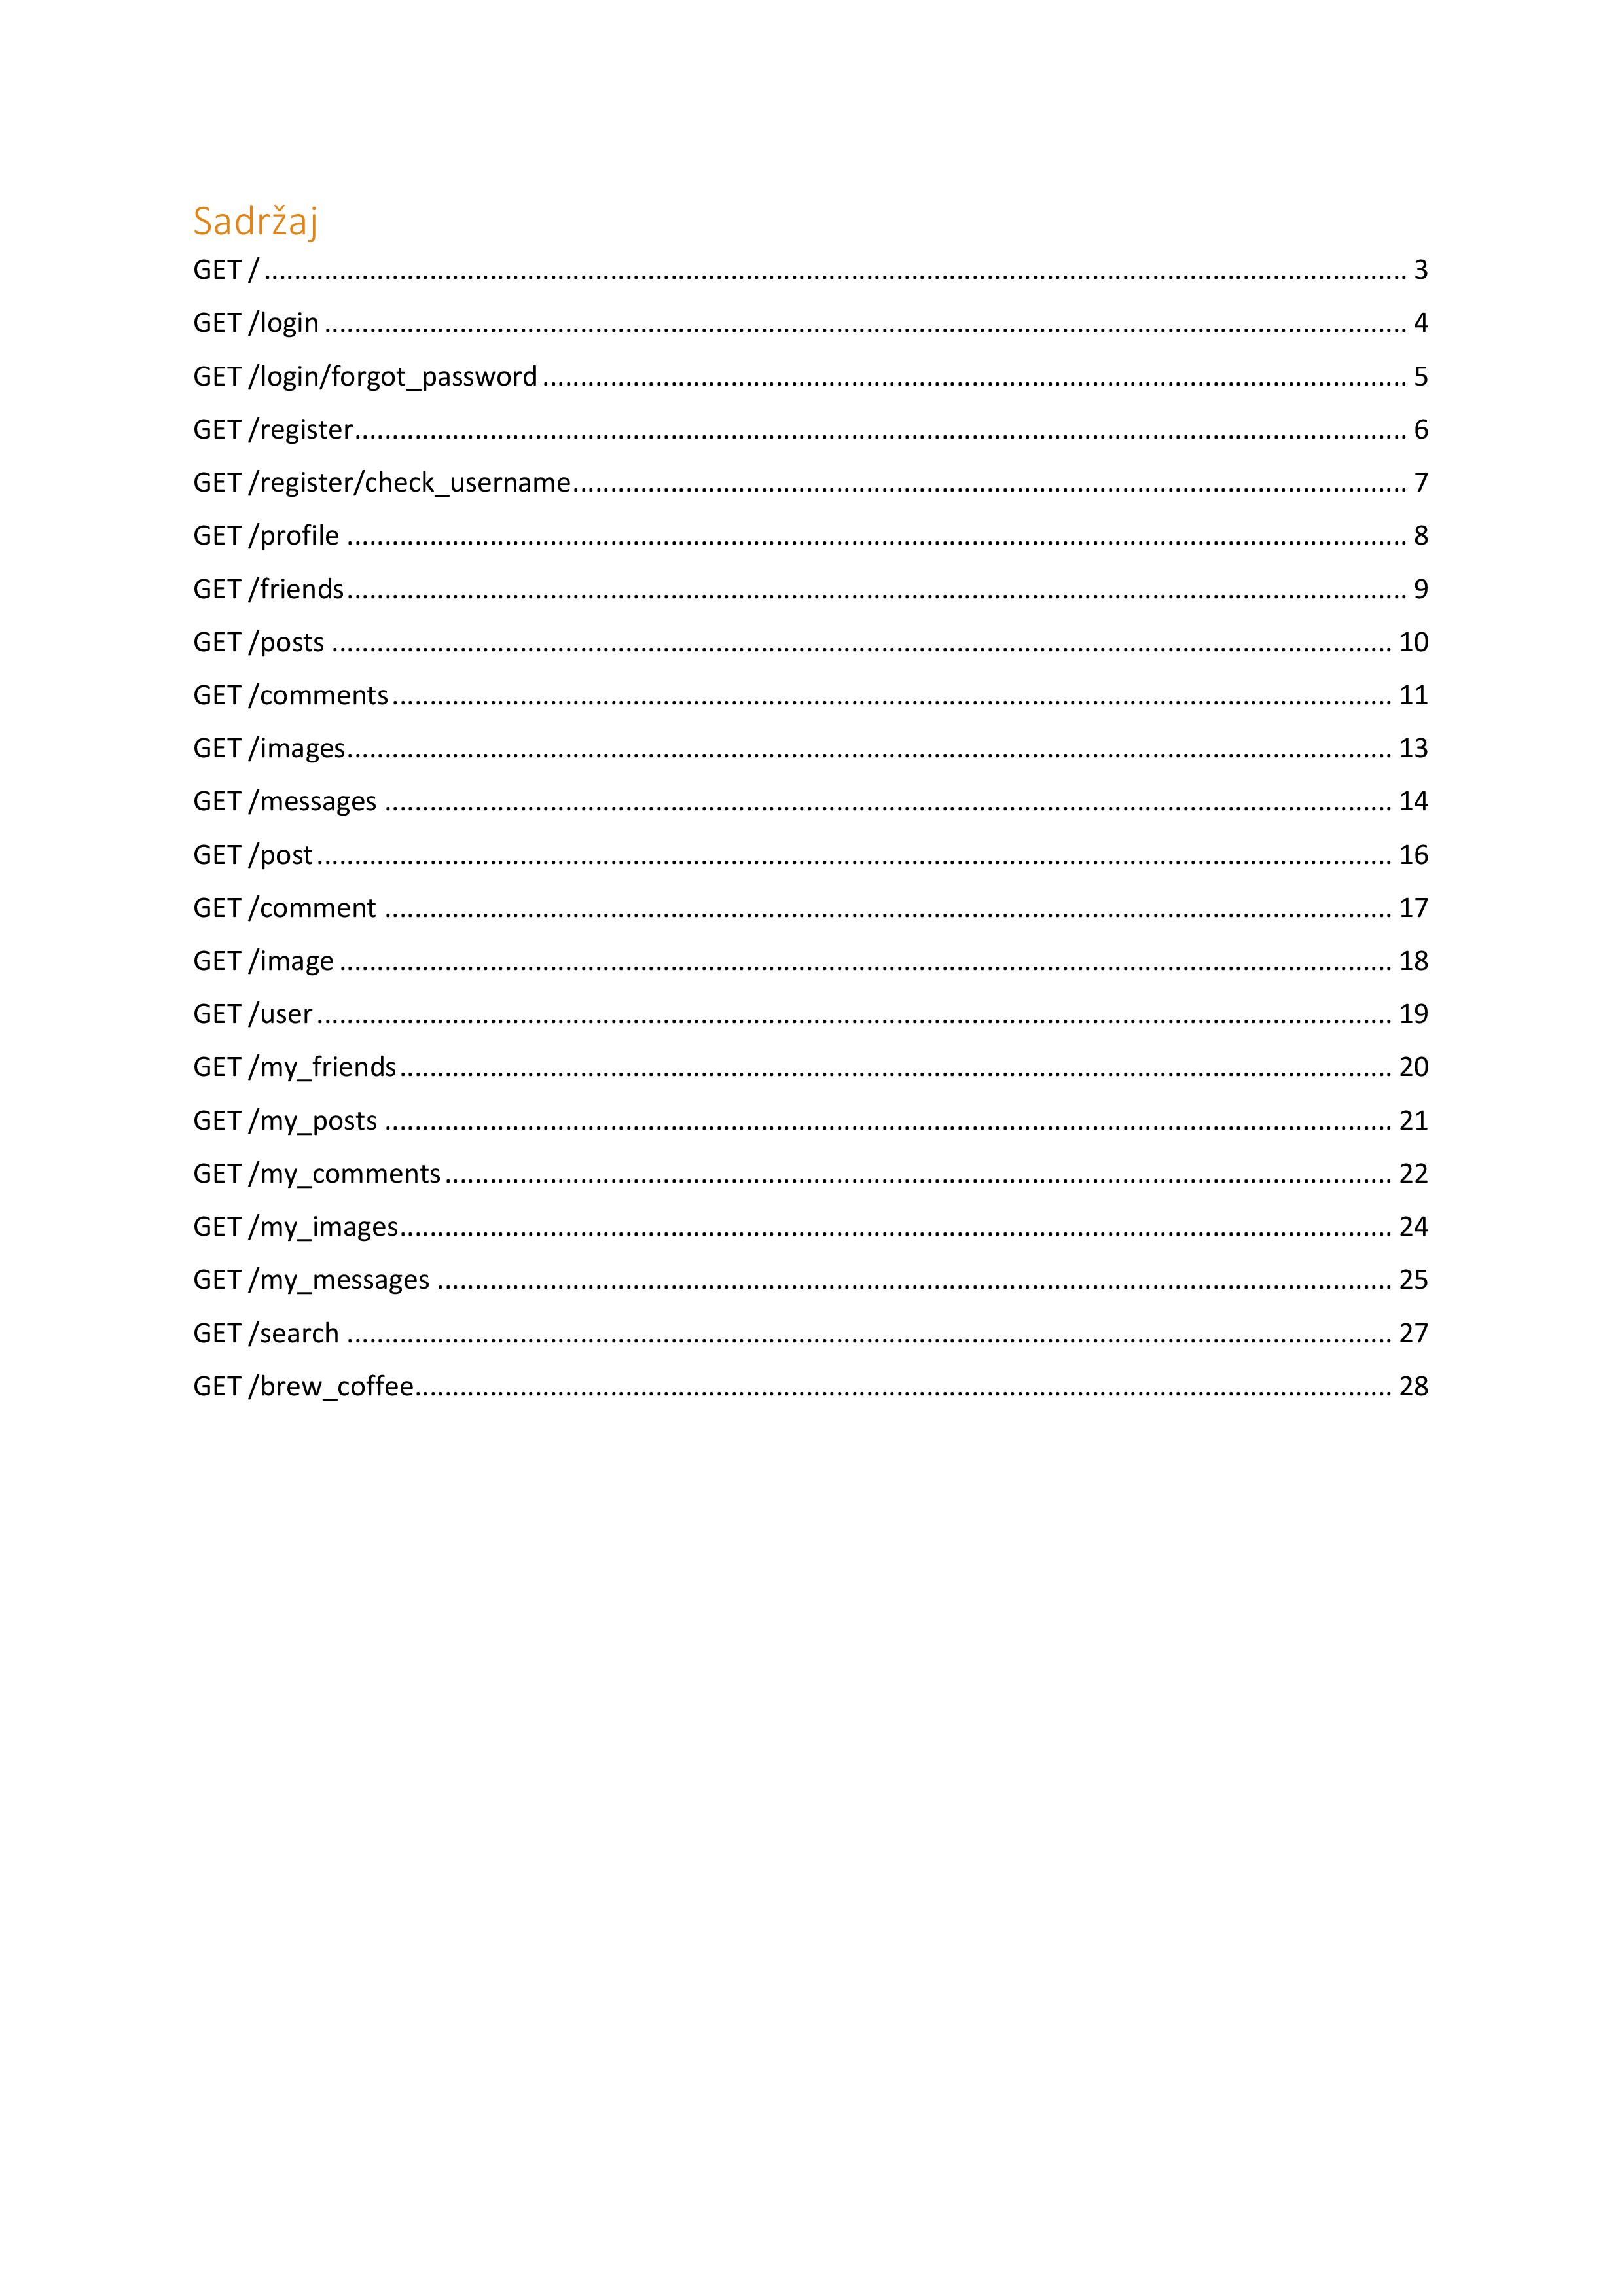 Sadržaj
GET / ........ 3
GET /login ........ 4
GET /login/forgot_password ........ 5
GET /register ........ 6
GET /register/check_username ........ 7
GET /profile ........ 8
GET /friends ........ 9
GET /posts ........ 10
GET /comments ........ 11
GET /images ........ 13
GET /messages ........ 14
GET /post ........ 16
GET /comment ........ 17
GET /image ........ 18
GET /user ........ 19
GET /my_friends ........ 20
GET /my_posts ........ 21
GET /my_comments ........ 22
GET /my_images ........ 24
GET /my_messages ........ 25
GET /search ........ 27
GET /brew_coffee ........ 28